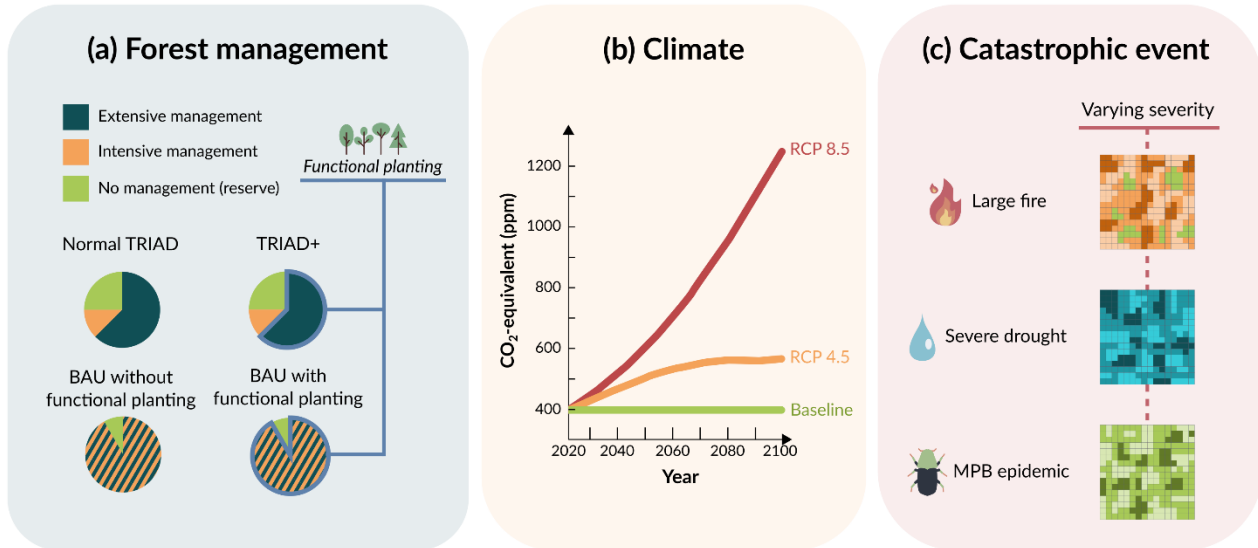 (a) Forest management
Extensive management
Intensive management
No management (reserve)
Functional planting
Normal TRIAD
TRIAD+
BAU without
functional planting
BAU with
functional planting
(b) Climate
CO₂-equivalent (ppm)
1200
1000
800
600
400
2020
2040
2060
2080
2100
Year
RCP 8.5
RCP 4.5
Baseline
(c) Catastrophic event
Varying severity
Large fire
Severe drought
MPB epidemic